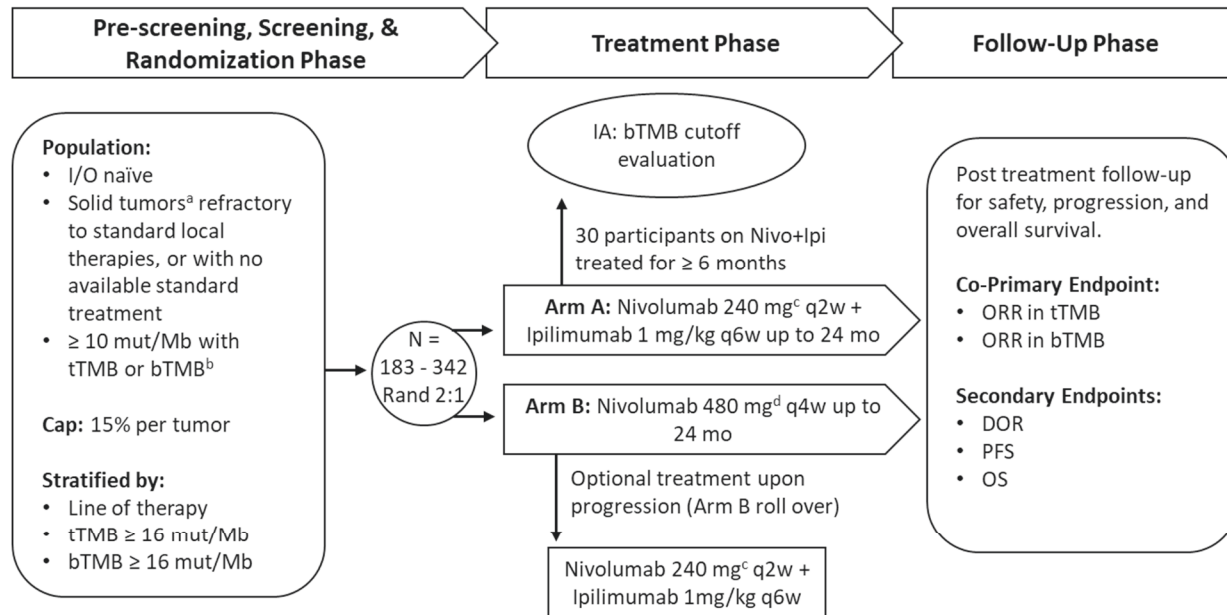 Pre-screening, Screening, &
Randomization Phase
Treatment Phase
Follow-Up Phase
Population:
• I/O naïve
• Solid tumorsᵃ refractory
to standard local
therapies, or with no
available standard
treatment
• ≥ 10 mut/Mb with
tTMB or bTMBᵇ
Cap: 15% per tumor
Stratified by:
• Line of therapy
• tTMB ≥ 16 mut/Mb
• bTMB ≥ 16 mut/Mb
N =
183 - 342
Rand 2:1
IA: bTMB cutoff
evaluation
30 participants on Nivo+Ipi
treated for ≥ 6 months
Arm A: Nivolumab 240 mgᶜ q2w +
Ipilimumab 1 mg/kg q6w up to 24 mo
Arm B: Nivolumab 480 mgᵈ q4w up to
24 mo
Optional treatment upon
progression (Arm B roll over)
Nivolumab 240 mgᶜ q2w +
Ipilimumab 1mg/kg q6w
Post treatment follow-up
for safety, progression, and
overall survival.
Co-Primary Endpoint:
• ORR in tTMB
• ORR in bTMB
Secondary Endpoints:
• DOR
• PFS
• OS